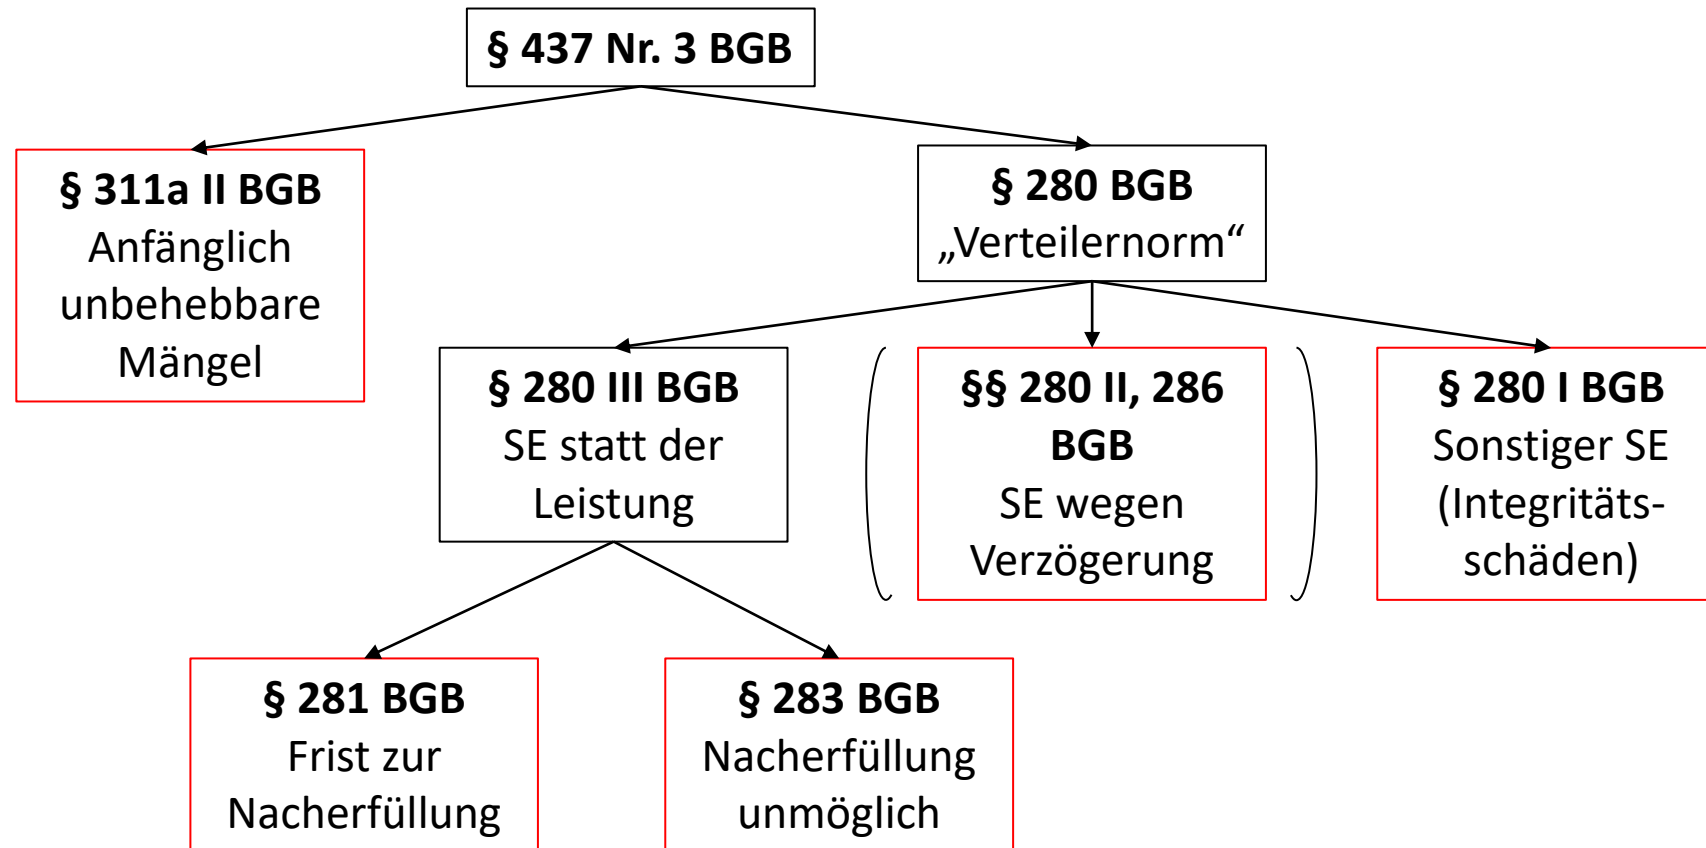 § 437 Nr. 3 BGB
§ 311a II BGB
Anfänglich
unbehebbare
Mängel
§ 280 BGB
„Verteilernorm“
§ 280 III BGB
SE statt der
Leistung
§§ 280 II, 286
BGB
SE wegen
Verzögerung
§ 280 I BGB
Sonstiger SE
(Integritäts-
schäden)
§ 281 BGB
Frist zur
Nacherfüllung
§ 283 BGB
Nacherfüllung
unmöglich